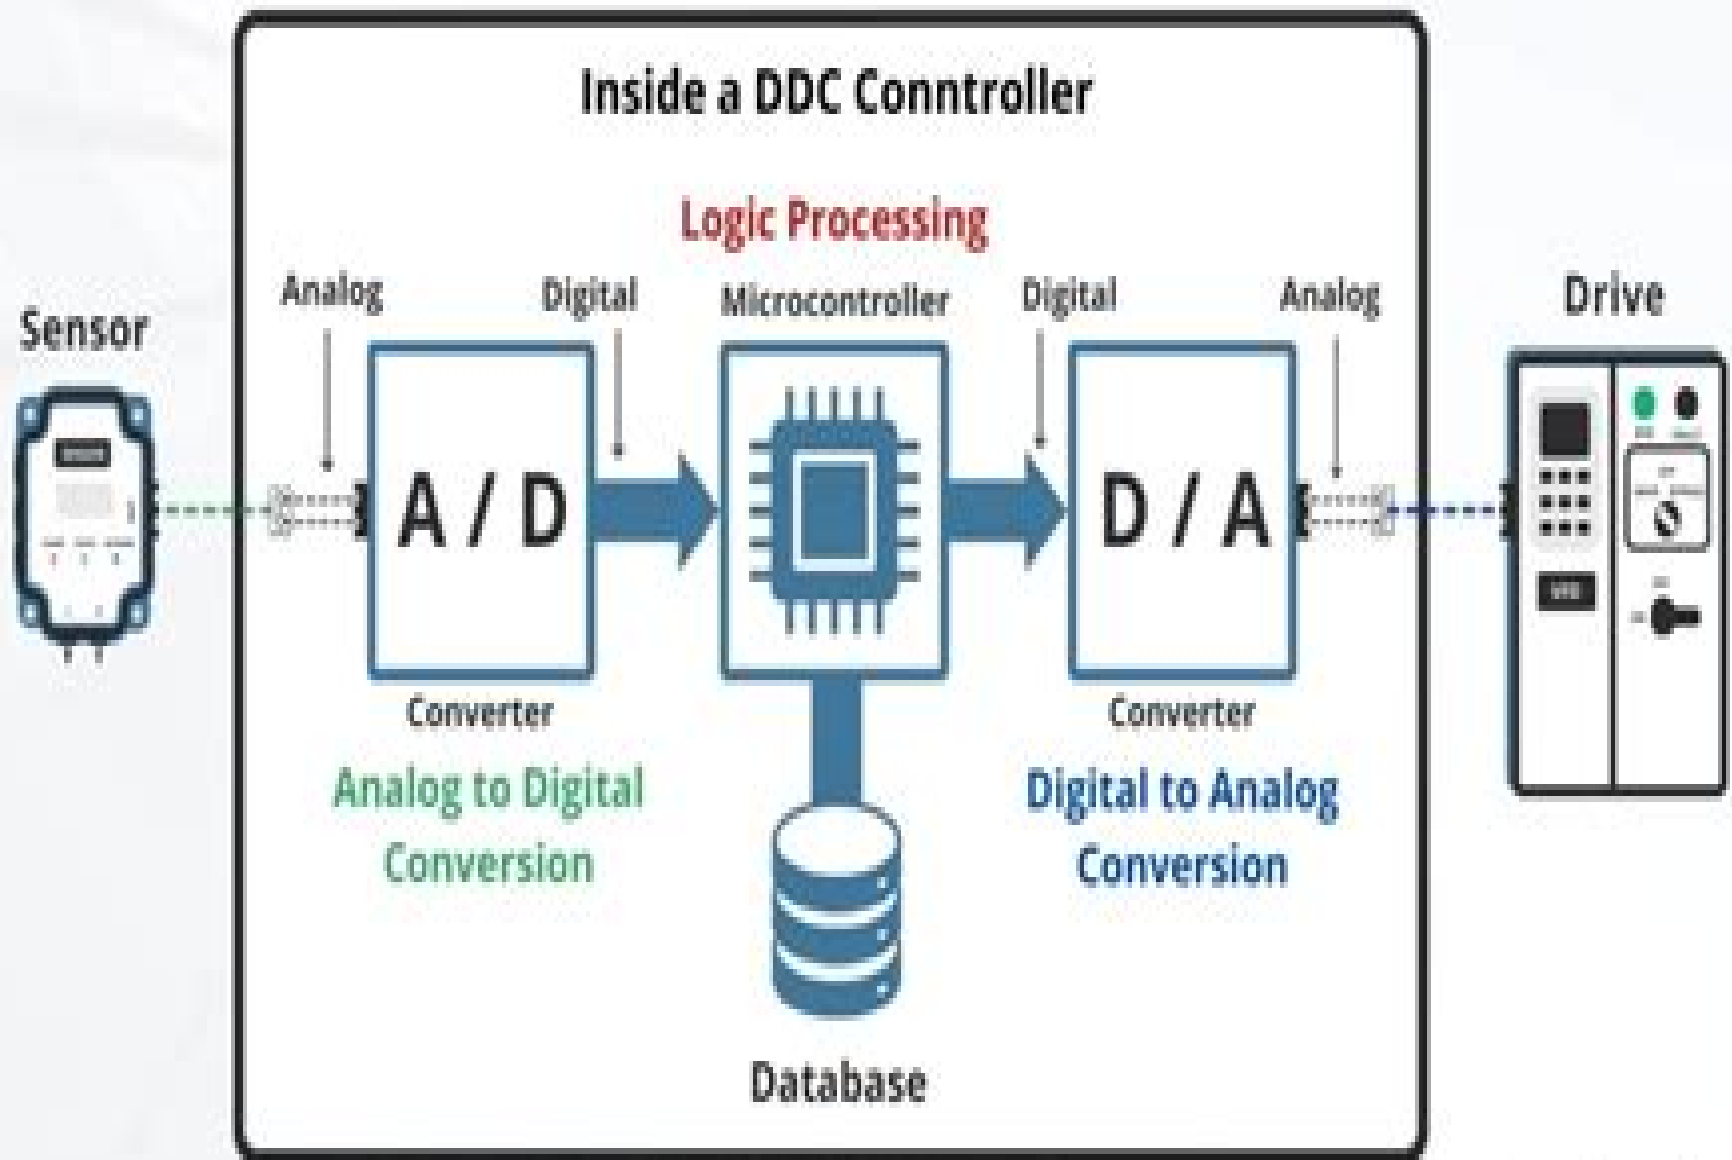 Inside a DDC Conntroller
Logic Processing
Sensor
Analog
Digital
Microcontroller
Digital
Analog
Drive
A / D
D / A
Converter
Converter
Analog to Digital
Conversion
Digital to Analog
Conversion
Database